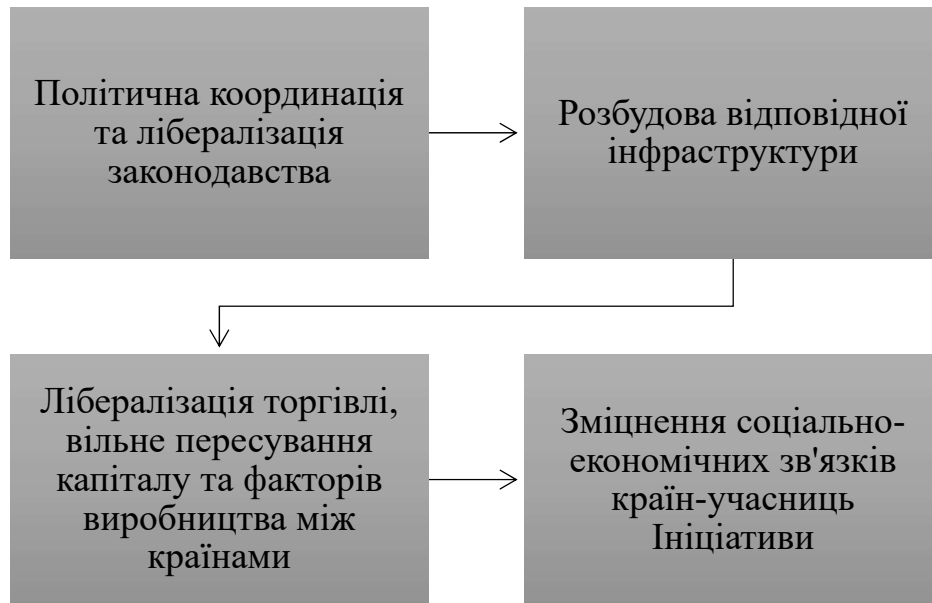 Політична координація
та лібералізація
законодавства
Розбудова відповідної
інфраструктури
Лібералізація торгівлі,
вільне пересування
капіталу та факторів
виробництва між
країнами
Зміцнення соціально-
економічних зв'язків
країн-учасниць
Ініціативи